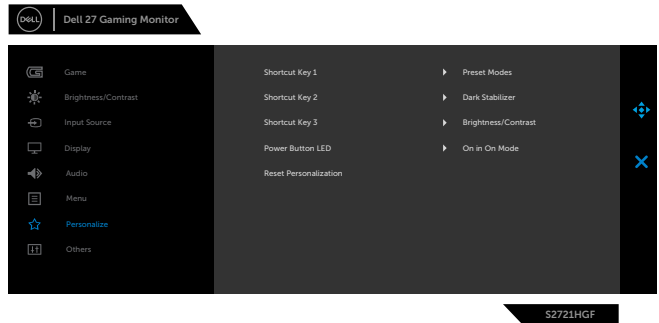 DELL
Dell 27 Gaming Monitor
Game
Shortcut Key 1
Preset Modes
Brightness/Contrast
Shortcut Key 2
Dark Stabilizer
Input Source
Shortcut Key 3
Brightness/Contrast
Display
Power Button LED
On in On Mode
Audio
Reset Personalization
Menu
Personalize
Others
S2721HGF